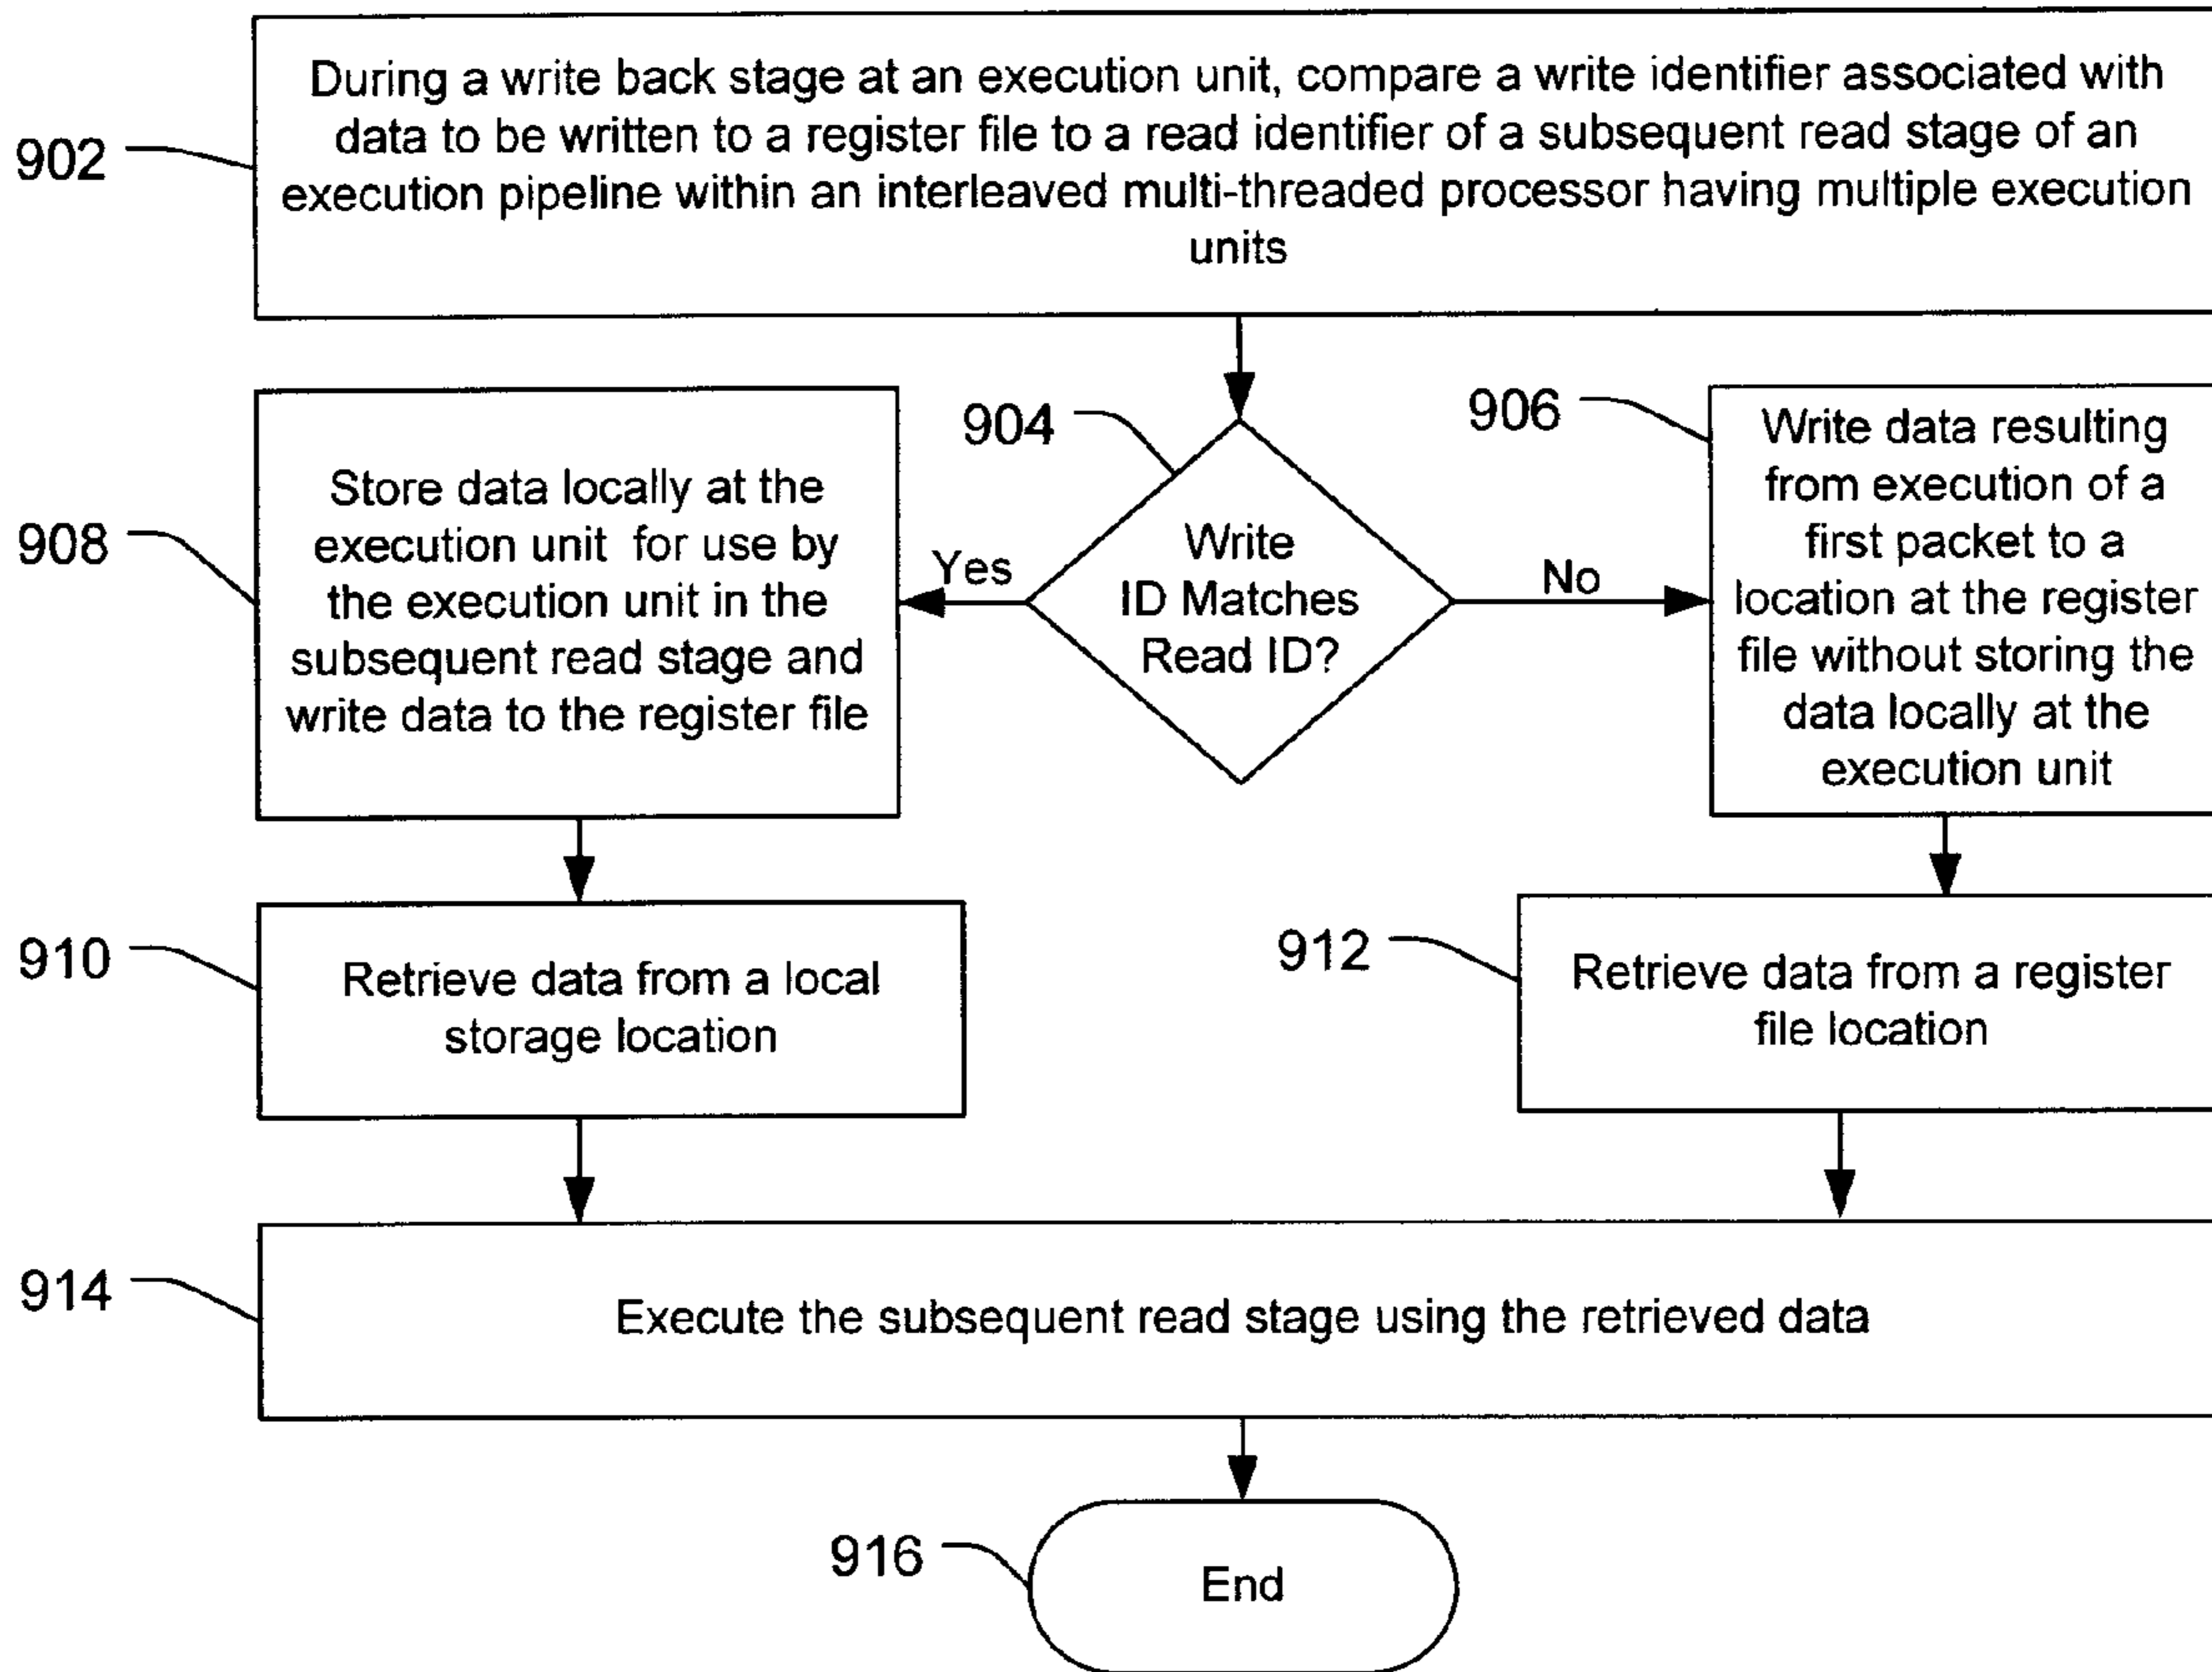 During a write back stage at an execution unit, compare a write identifier associated with
data to be written to a register file to a read identifier of a subsequent read stage of an
execution pipeline within an interleaved multi-threaded processor having multiple execution
units
902
904
906
Write data resulting
from execution of a
first packet to a
location at the register
file without storing the
data locally at the
execution unit
Store data locally at the
execution unit for use by
the execution unit in the
subsequent read stage and
write data to the register file
908
Yes
Write
ID Matches
Read ID?
No
910
Retrieve data from a local
storage location
912
Retrieve data from a register
file location
914
Execute the subsequent read stage using the retrieved data
916
End